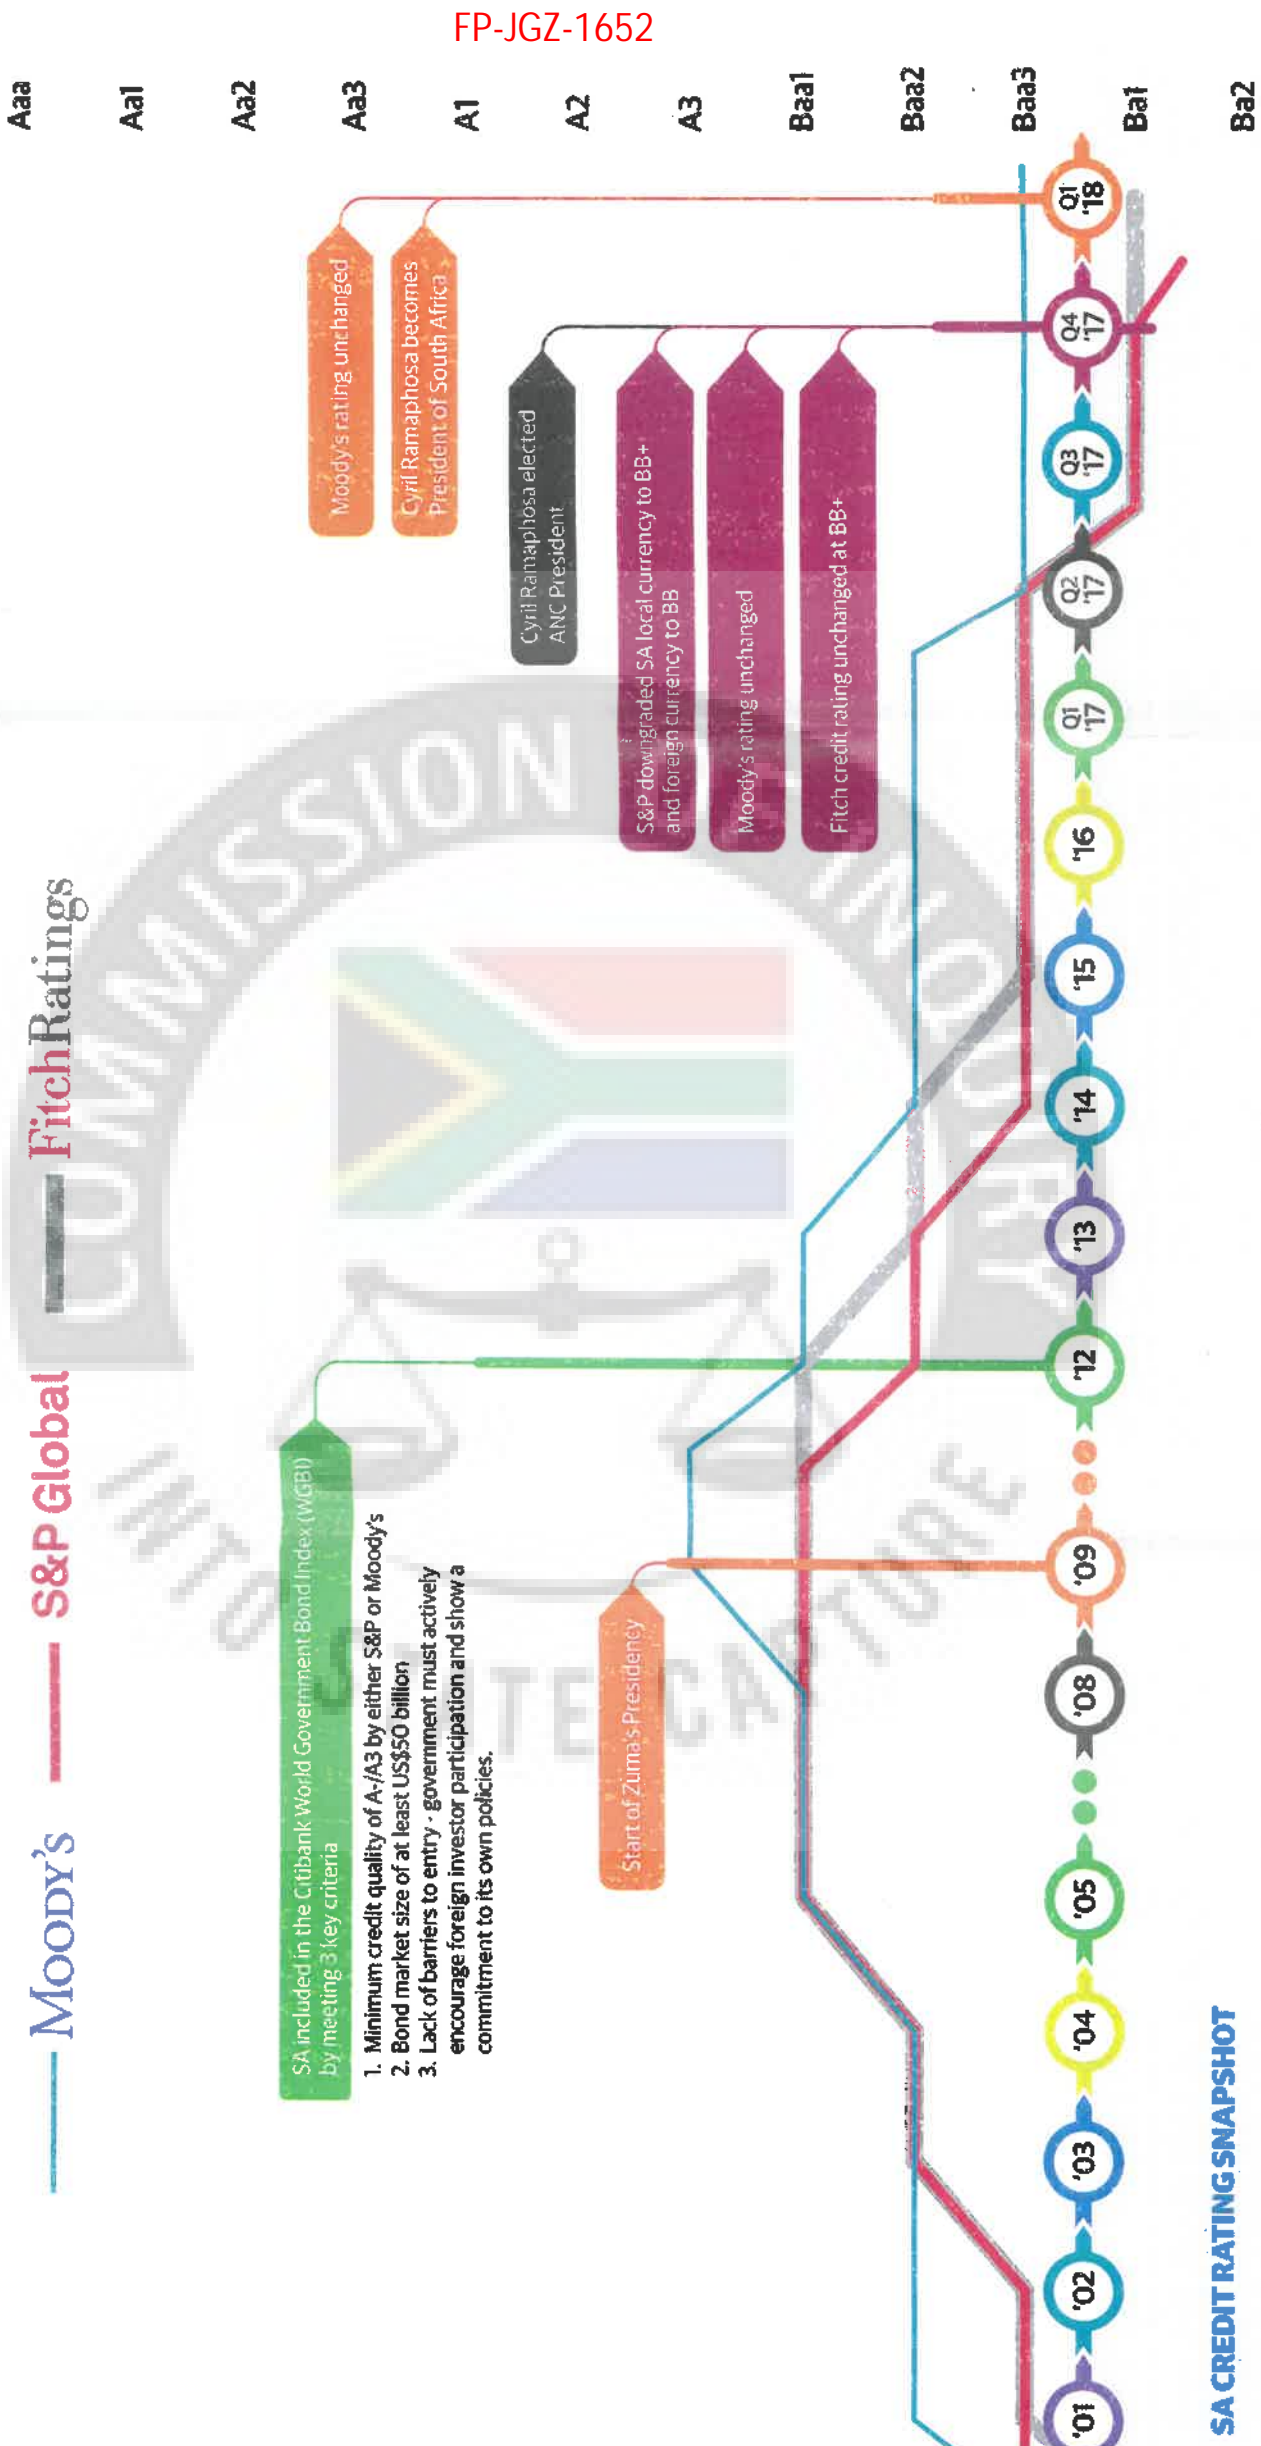 FP-JGZ-1652
MOODY'S
S&P Global
FitchRatings
Aaa
Aa1
Aa2
Aa3
A1
A2
A3
Baa1
Baa2
Baa3
Ba1
Ba2
SA included in the Citibank World Government Bond Index (WGBI)
by meeting 3 key criteria
1. Minimum credit quality of A-/A3 by either S&P or Moody's
2. Bond market size of at least US$50 billion
3. Lack of barriers to entry - government must actively
encourage foreign investor participation and show a
commitment to its own policies.
Start of Zuma's Presidency
Cyril Ramaphosa elected
ANC President
S&P downgraded SA local currency to BB+
and foreign currency to BB
Moody's rating unchanged
Fitch credit rating unchanged at BB+
Moody's rating unchanged
Cyril Ramaphosa becomes
President of South Africa
'01
'02
'03
'04
'05
'08
'09
'12
'13
'14
'15
'16
Q1
'17
Q2
'17
Q3
'17
Q4
'17
Q1
'18
SA CREDIT RATING SNAPSHOT
COMMISSION
INQUIRY
INTO STATE CAPTURE